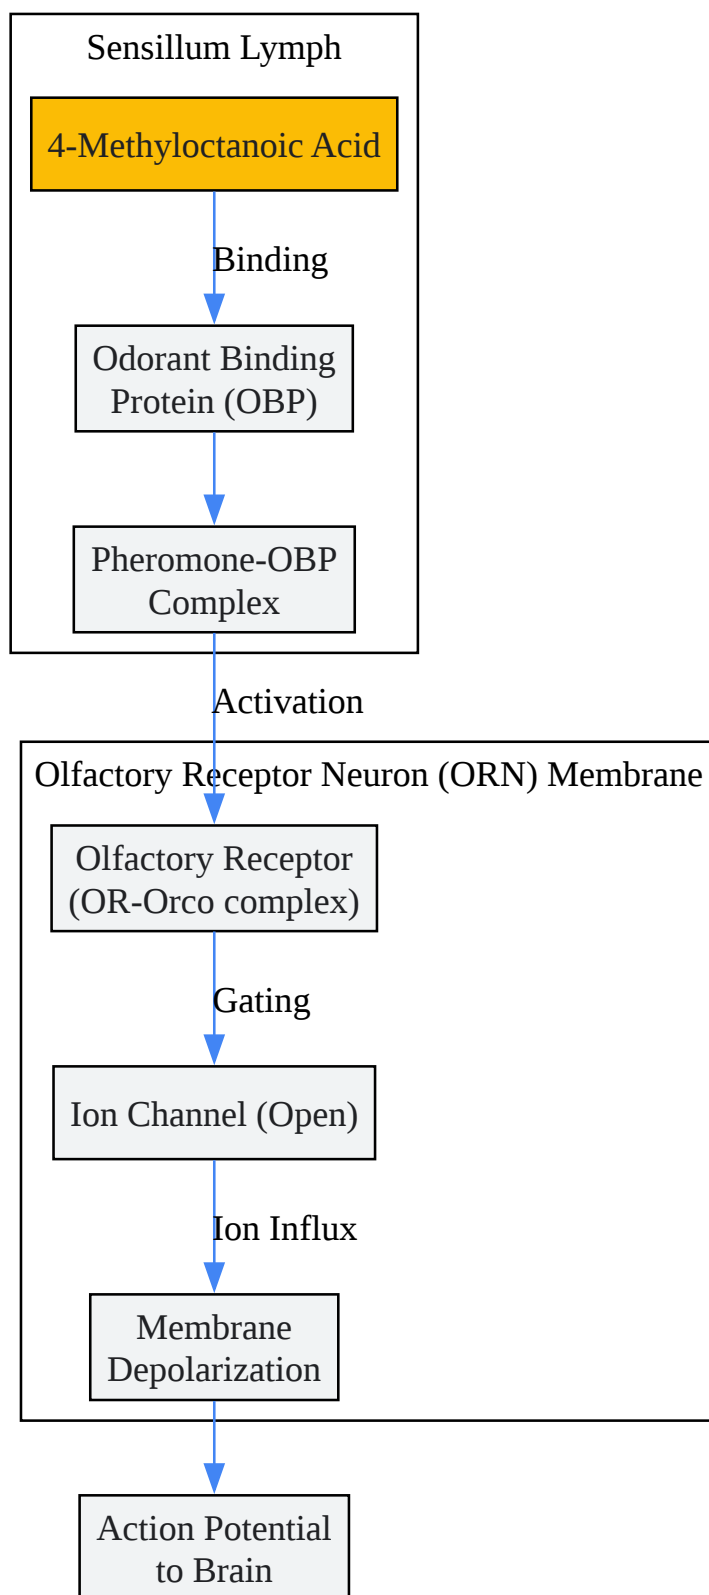 Sensillum Lymph
4-Methyloctanoic Acid
Binding
Odorant Binding
Protein (OBP)
Pheromone-OBP
Complex
Activation
Olfactory Receptor Neuron (ORN) Membrane
Olfactory Receptor
(OR-Orco complex)
Gating
Ion Channel (Open)
Ion Influx
Membrane
Depolarization
Action Potential
to Brain